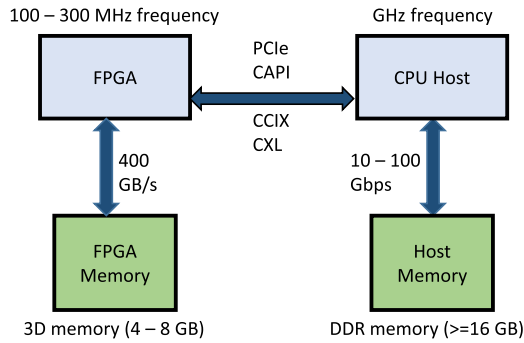 100 – 300 MHz frequency
GHz frequency
FPGA
PCIe
CAPI
CCIX
CXL
CPU Host
400
GB/s
10 – 100
Gbps
FPGA
Memory
Host
Memory
3D memory (4 – 8 GB)
DDR memory (>=16 GB)